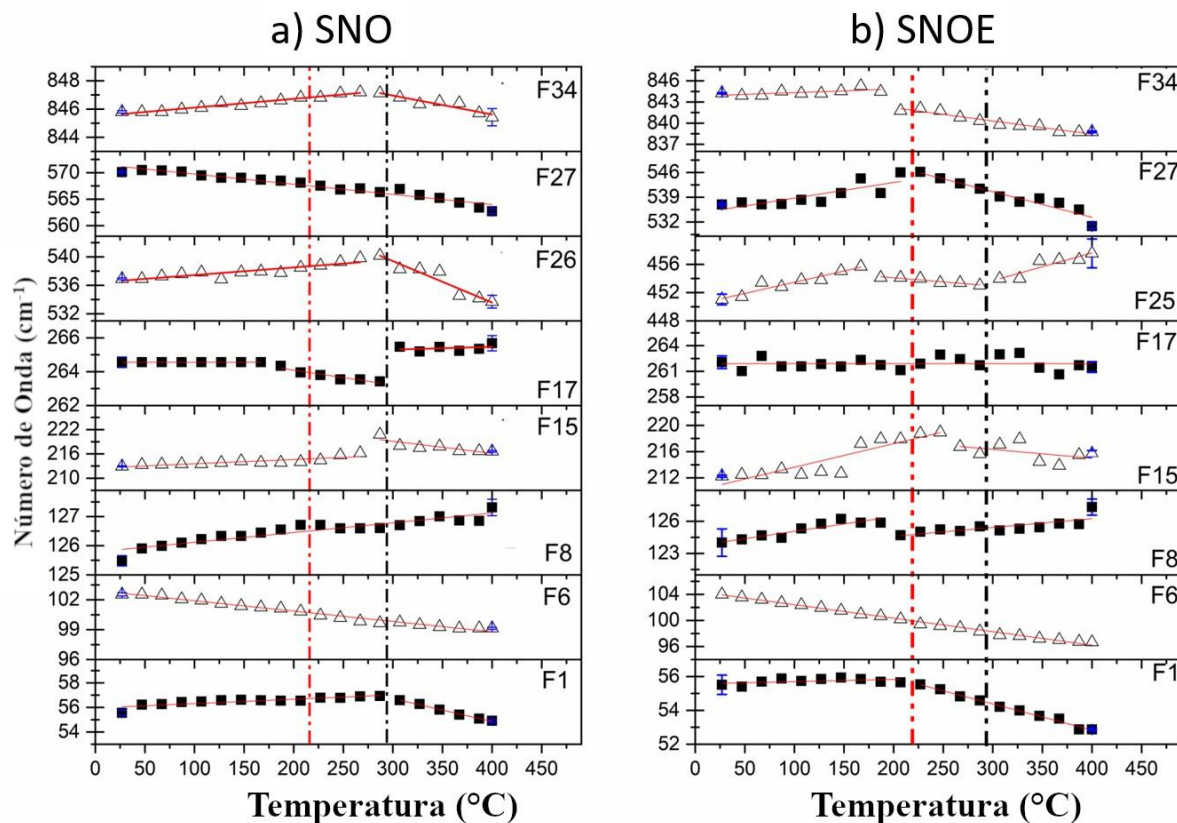 a) SNO
b) SNOE
Número de Onda (cm⁻¹)
848
846
844
F34
570
565
560
F27
540
536
532
F26
266
264
262
F17
222
216
210
F15
127
126
125
F8
102
99
96
F6
58
56
54
F1
0 50 100 150 200 250 300 350 400 450
Temperatura (°C)
846
843
840
837
F34
546
539
532
F27
456
452
448
F25
264
261
258
F17
220
216
212
F15
126
123
F8
104
100
96
F6
56
54
52
F1
0 50 100 150 200 250 300 350 400 450
Temperatura (°C)